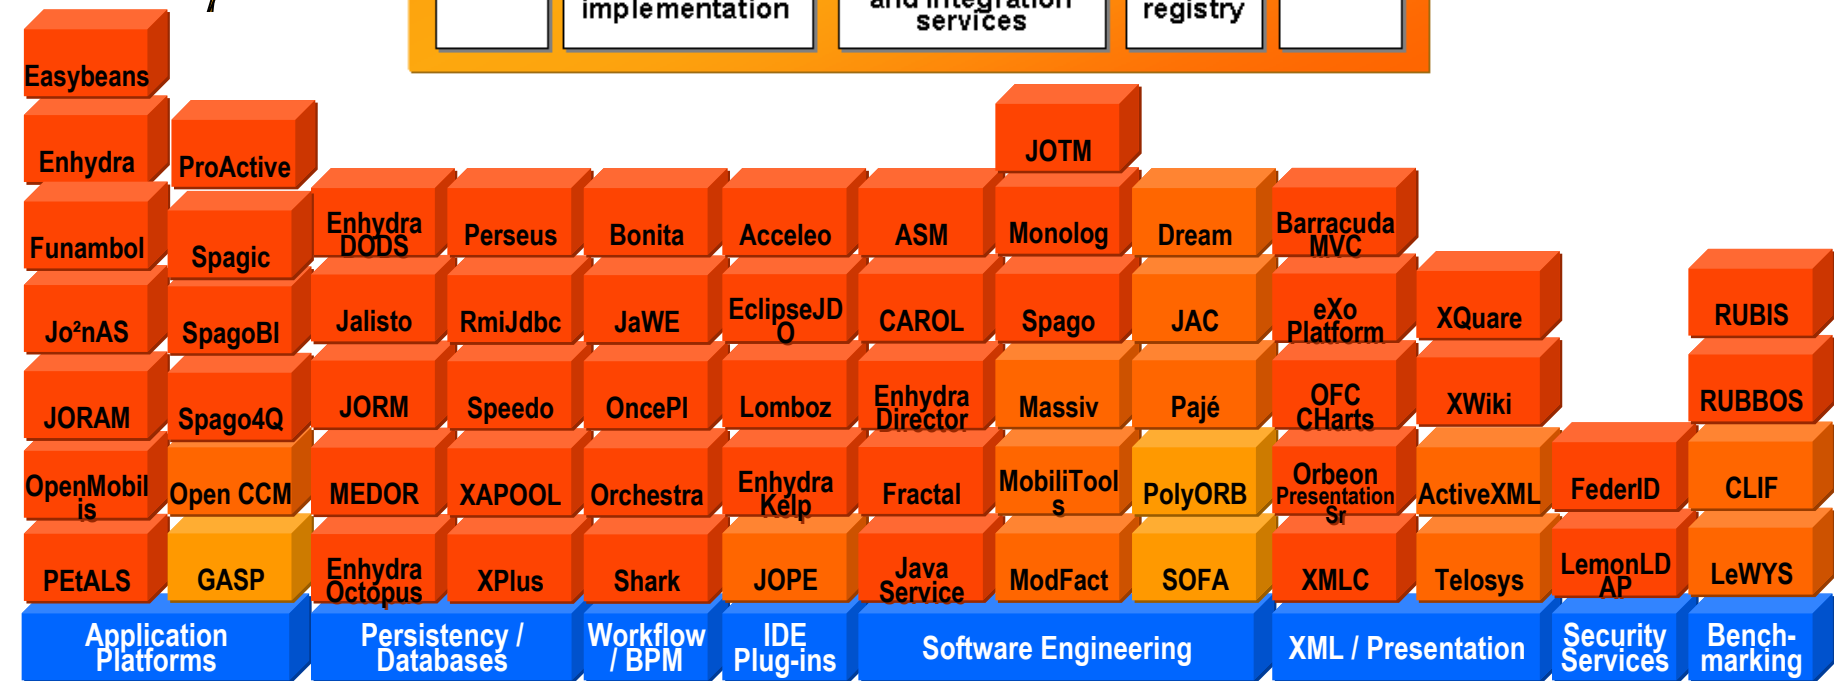 implementation
and integration
services
registry
Easybeans
Enhydra
Funambol
Jo²nAS
JORAM
OpenMobil
is
PEtALS
ProActive
Spagic
SpagoBI
Spago4Q
Open CCM
GASP
Application
Platforms
Enhydra
DODS
Jalisto
JORM
MEDOR
Enhydra
Octopus
Perseus
RmiJdbc
Speedo
XAPOOL
XPlus
Persistency /
Databases
Bonita
JaWE
OncePI
Orchestra
Shark
Workflow
/ BPM
Acceleo
EclipseJD
O
Lomboz
Enhydra
Kelp
JOPE
IDE
Plug-ins
ASM
CAROL
Enhydra
Director
Fractal
Java
Service
JOTM
Monolog
Spago
Massiv
MobiliTool
s
ModFact
Dream
JAC
Pajé
PolyORB
SOFA
Software Engineering
Barracuda
MVC
eXo
Platform
OFC
CHarts
Orbeon
Presentation
Sr
XMLC
XQuare
XWiki
ActiveXML
Telosys
XML / Presentation
FederID
LemonLD
AP
Security
Services
RUBIS
RUBBOS
CLIF
LeWYS
Bench-
marking